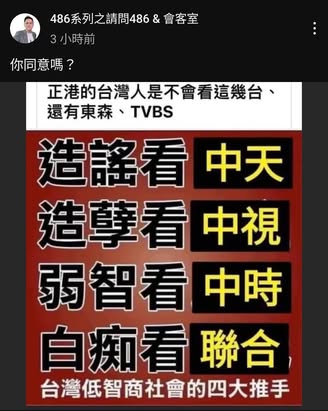 486系列之請問486 & 會客室
3 小時前
你同意嗎？
正港的台灣人是不會看這幾台、
還有東森、TVBS
造謠看 中天
造孽看 中視
弱智看 中時
白痴看 聯合
台灣低智商社會的四大推手